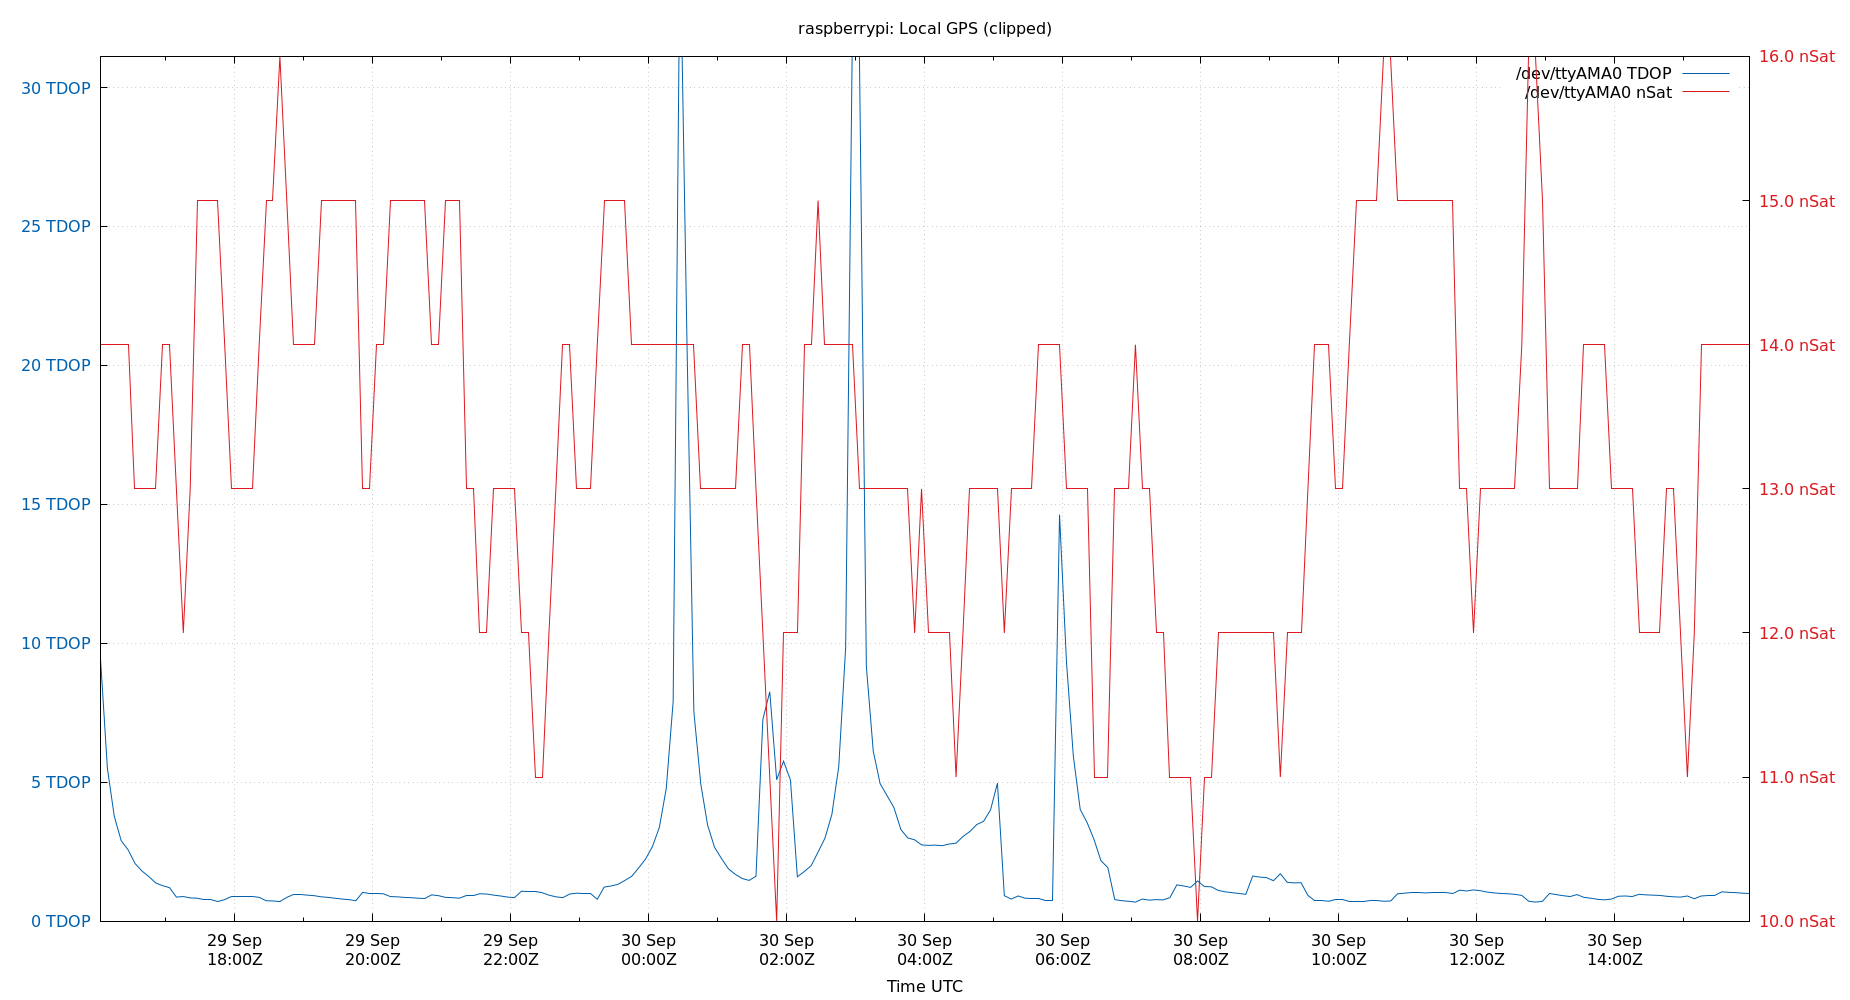 raspberrypi: Local GPS (clipped)
/dev/ttyAMA0 TDOP
/dev/ttyAMA0 nSat
30 TDOP
25 TDOP
20 TDOP
15 TDOP
10 TDOP
5 TDOP
0 TDOP
16.0 nSat
15.0 nSat
14.0 nSat
13.0 nSat
12.0 nSat
11.0 nSat
10.0 nSat
29 Sep
18:00Z
29 Sep
20:00Z
29 Sep
22:00Z
30 Sep
00:00Z
30 Sep
02:00Z
30 Sep
04:00Z
30 Sep
06:00Z
30 Sep
08:00Z
30 Sep
10:00Z
30 Sep
12:00Z
30 Sep
14:00Z
Time UTC